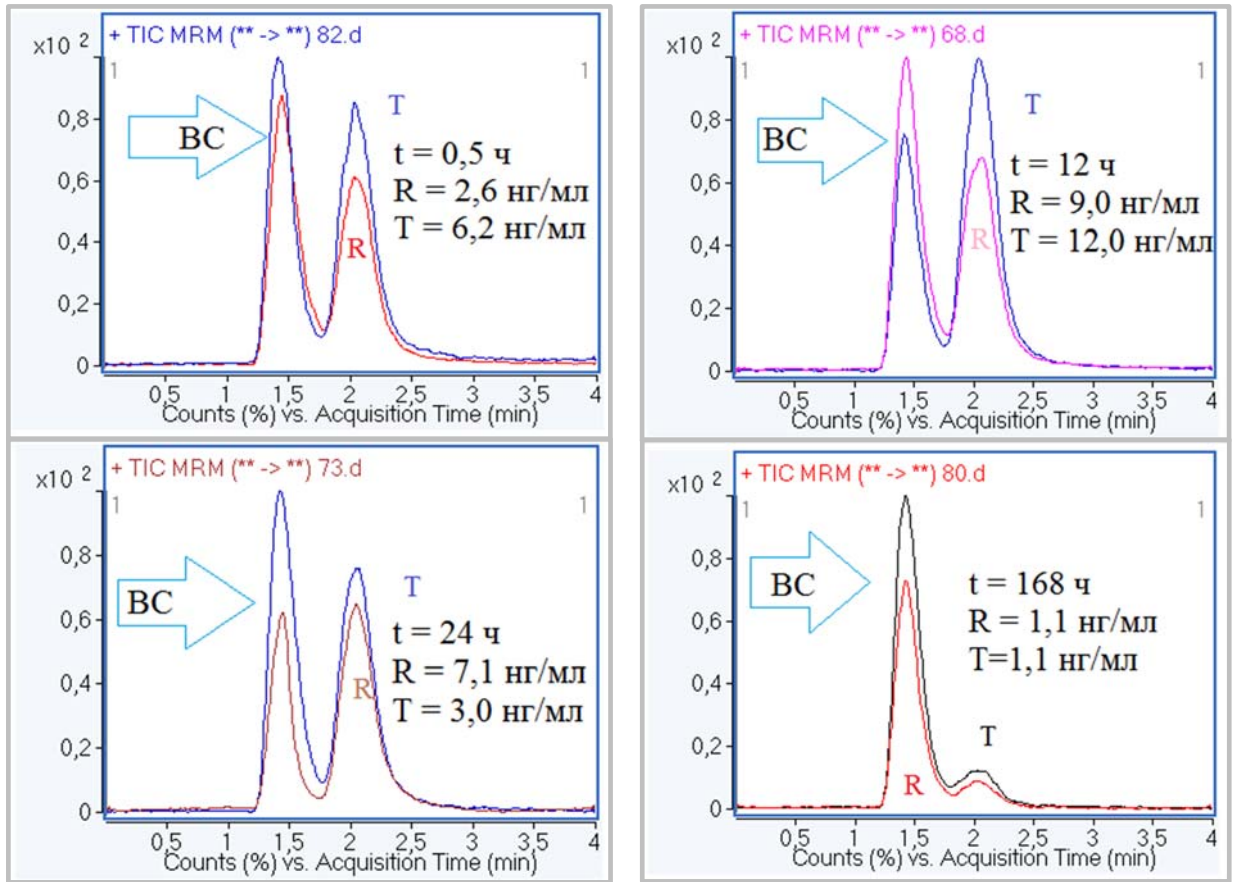 + TIC MRM (** -> **) 82.d
x10 2
1
1
0,8
0,6
0,4
0,2
0
BC
T
t = 0,5 ч
R = 2,6 нг/мл
T = 6,2 нг/мл
R
0,5 1 1,5 2 2,5 3 3,5 4
Counts (%) vs. Acquisition Time (min)
+ TIC MRM (** -> **) 68.d
x10 2
1
1
0,8
0,6
0,4
0,2
0
BC
T
t = 12 ч
R = 9,0 нг/мл
T = 12,0 нг/мл
R
0,5 1 1,5 2 2,5 3 3,5 4
Counts (%) vs. Acquisition Time (min)
+ TIC MRM (** -> **) 73.d
x10 2
1
1
0,8
0,6
0,4
0,2
0
BC
T
t = 24 ч
R = 7,1 нг/мл
T = 3,0 нг/мл
R
0,5 1 1,5 2 2,5 3 3,5 4
Counts (%) vs. Acquisition Time (min)
+ TIC MRM (** -> **) 80.d
x10 2
1
1
0,8
0,6
0,4
0,2
0
BC
t = 168 ч
R = 1,1 нг/мл
T=1,1 нг/мл
T
R
0,5 1 1,5 2 2,5 3 3,5 4
Counts (%) vs. Acquisition Time (min)